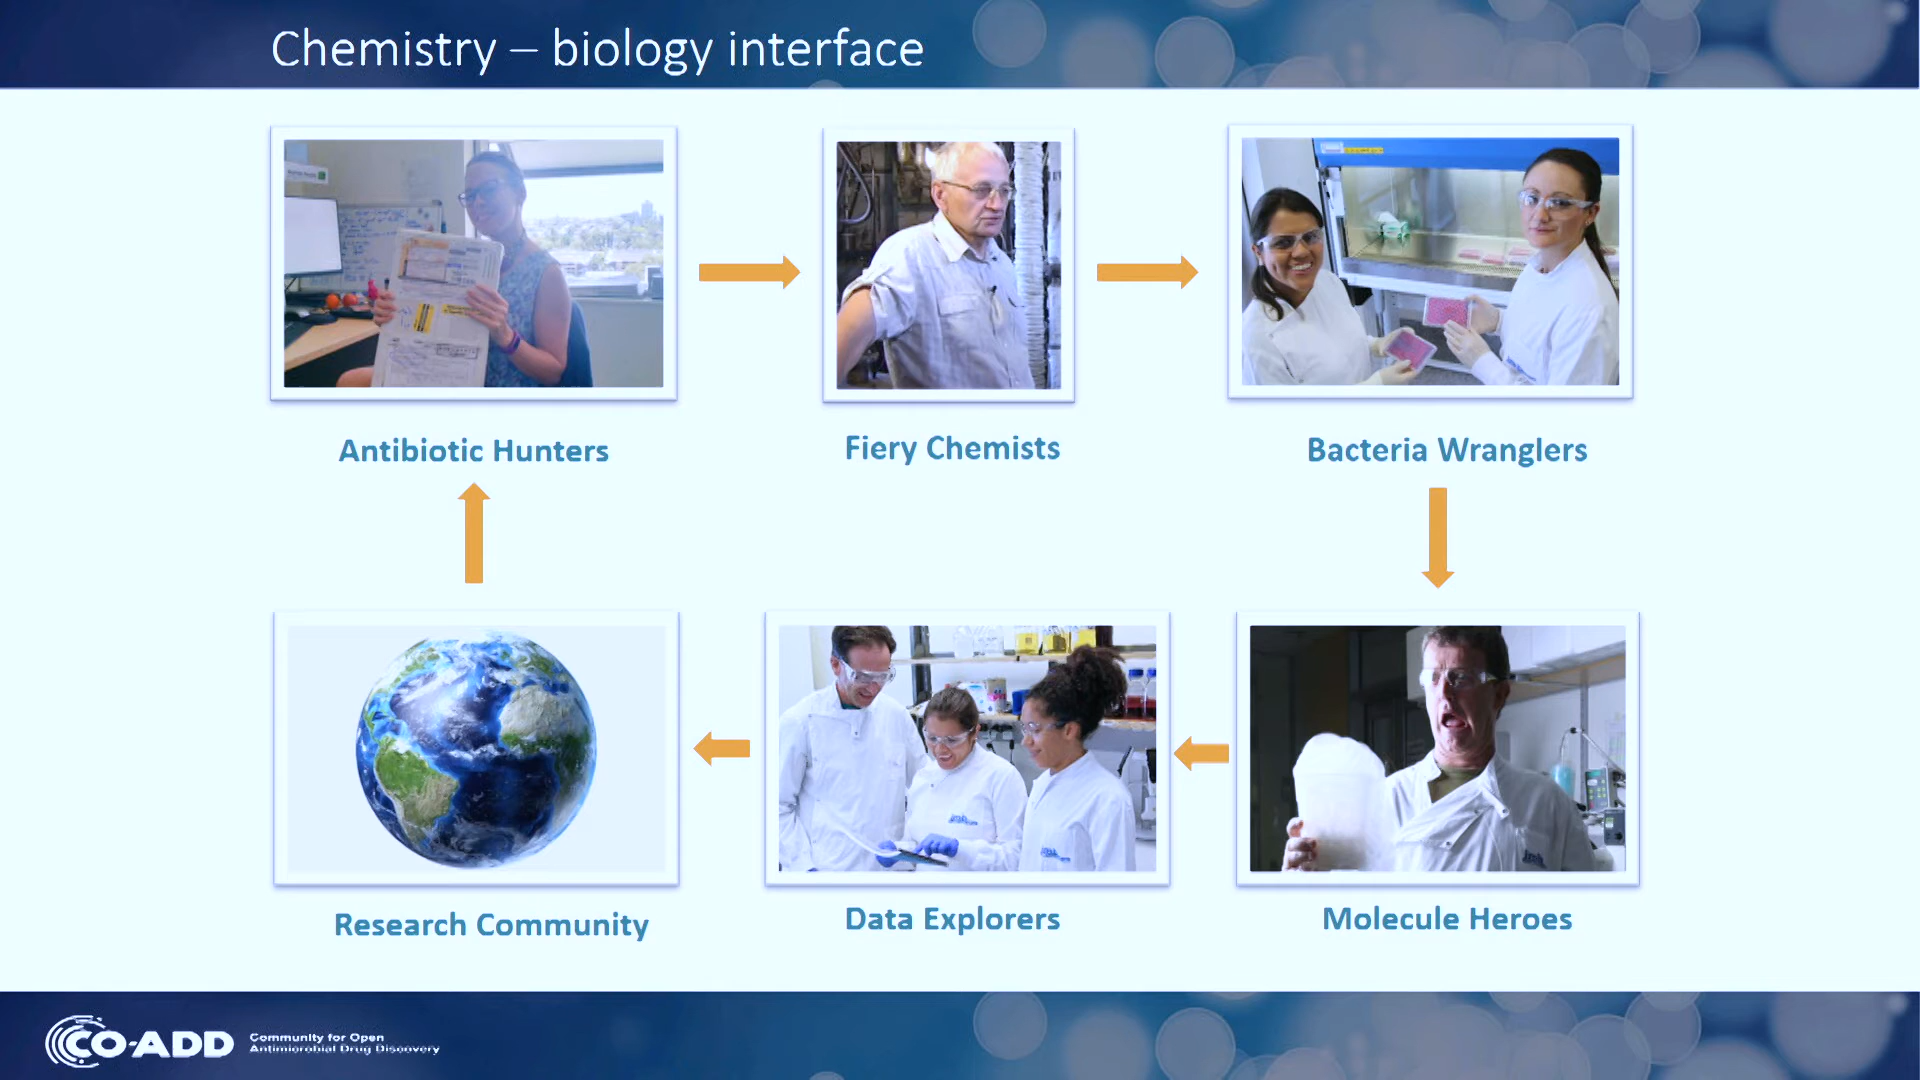 Chemistry – biology interface
Antibiotic Hunters
Fiery Chemists
Bacteria Wranglers
Research Community
Data Explorers
Molecule Heroes
CO-ADD
Community for Open
Antimicrobial Drug Discovery